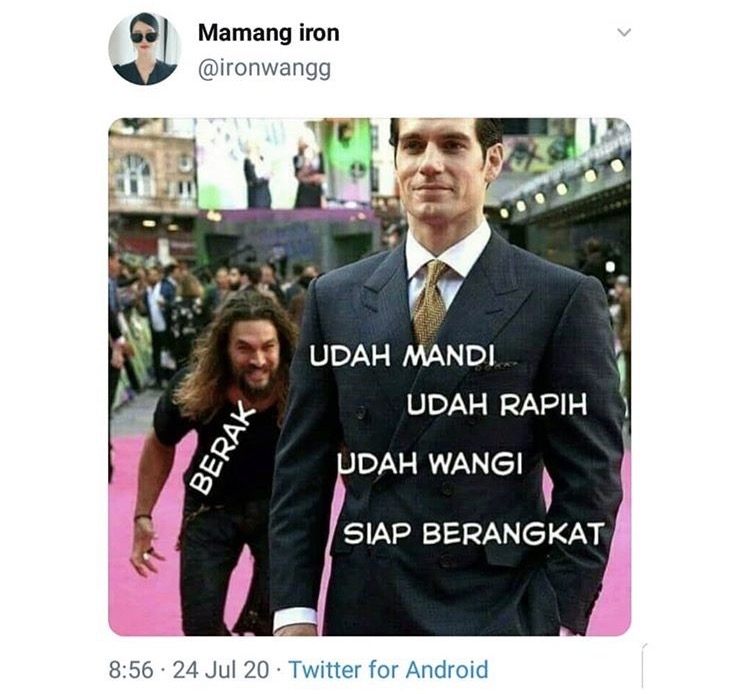 Mamang iron
@ironwangg
UDAH MANDI
UDAH RAPIH
BERAK
UDAH WANGI
SIAP BERANGKAT
8:56 · 24 Jul 20 · Twitter for Android